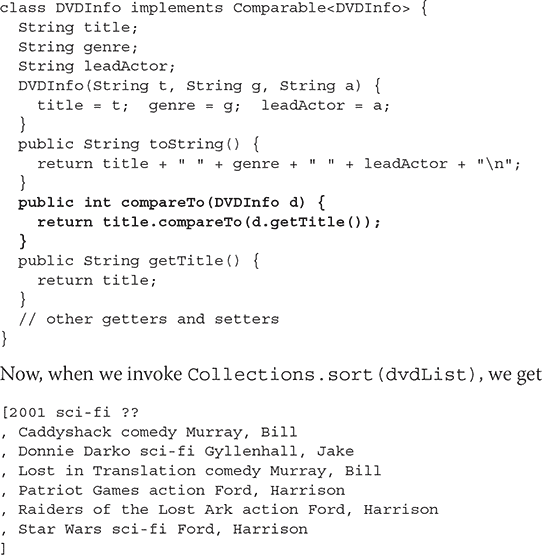 class DVDInfo implements Comparable<DVDInfo> {
  String title;
  String genre;
  String leadActor;
  DVDInfo(String t, String g, String a) {
    title = t;  genre = g;  leadActor = a;
  }
  public String toString() {
    return title + " " + genre + " " + leadActor + "\n";
  }
  public int compareTo(DVDInfo d) {
    return title.compareTo(d.getTitle());
  }
  public String getTitle() {
    return title;
  }
  // other getters and setters
}
Now, when we invoke Collections.sort(dvdList), we get
[2001 sci-fi ??
, Caddyshack comedy Murray, Bill
, Donnie Darko sci-fi Gyllenhall, Jake
, Lost in Translation comedy Murray, Bill
, Patriot Games action Ford, Harrison
, Raiders of the Lost Ark action Ford, Harrison
, Star Wars sci-fi Ford, Harrison
]